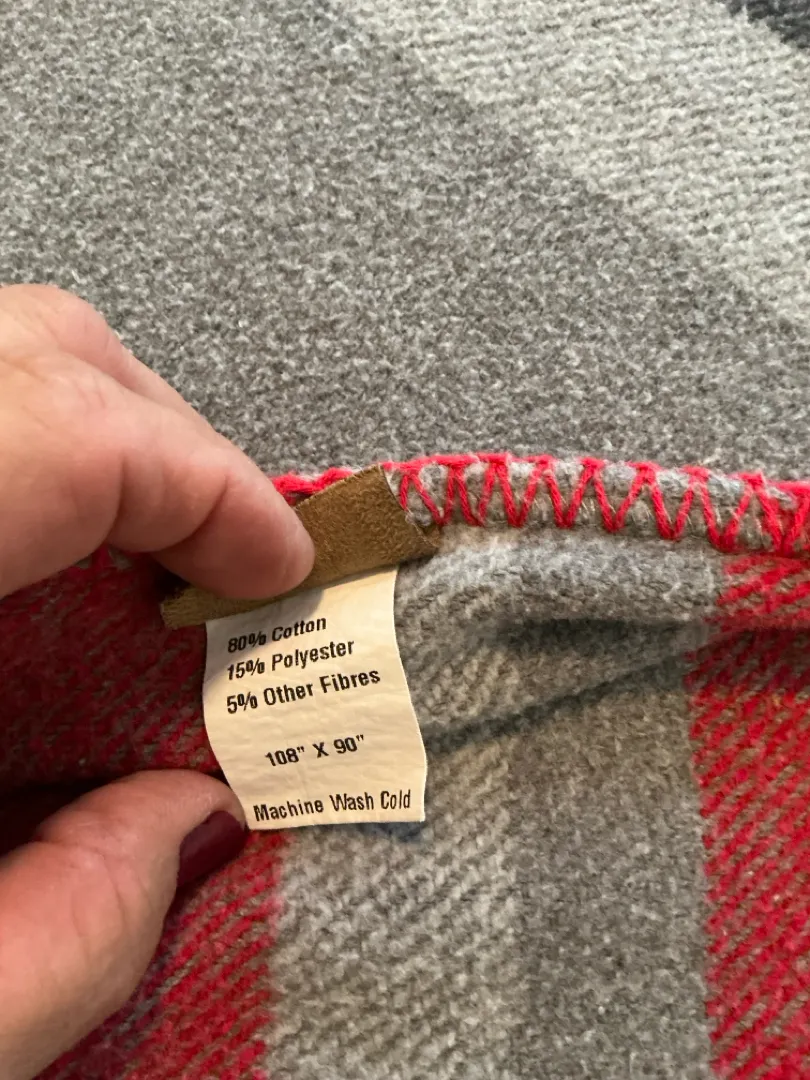 80% Cotton
15% Polyester
5% Other Fibres
108" X 90"
Machine Wash Cold